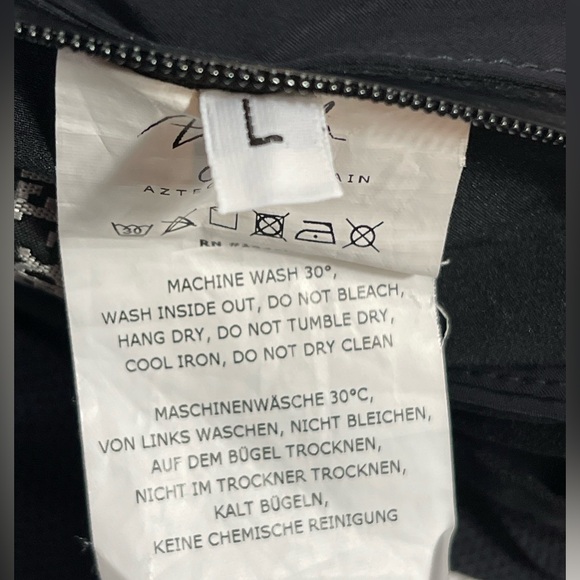 L
MACHINE WASH 30°,
WASH INSIDE OUT, DO NOT BLEACH,
HANG DRY, DO NOT TUMBLE DRY,
COOL IRON, DO NOT DRY CLEAN
MASCHINENWÄSCHE 30°C,
VON LINKS WASCHEN, NICHT BLEICHEN,
AUF DEM BÜGEL TROCKNEN,
NICHT IM TROCKNER TROCKNEN,
KALT BÜGELN,
KEINE CHEMISCHE REINIGUNG